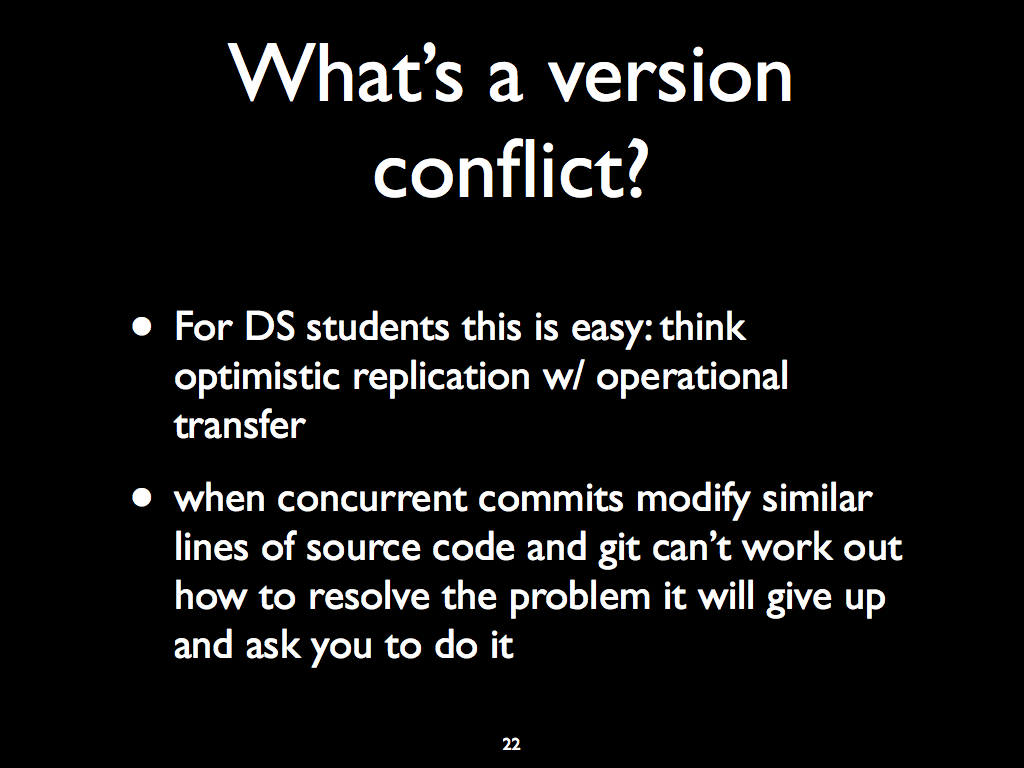 What’s a version
conflict?
• For DS students this is easy: think
optimistic replication w/ operational
transfer
• when concurrent commits modify similar
lines of source code and git can’t work out
how to resolve the problem it will give up
and ask you to do it
22